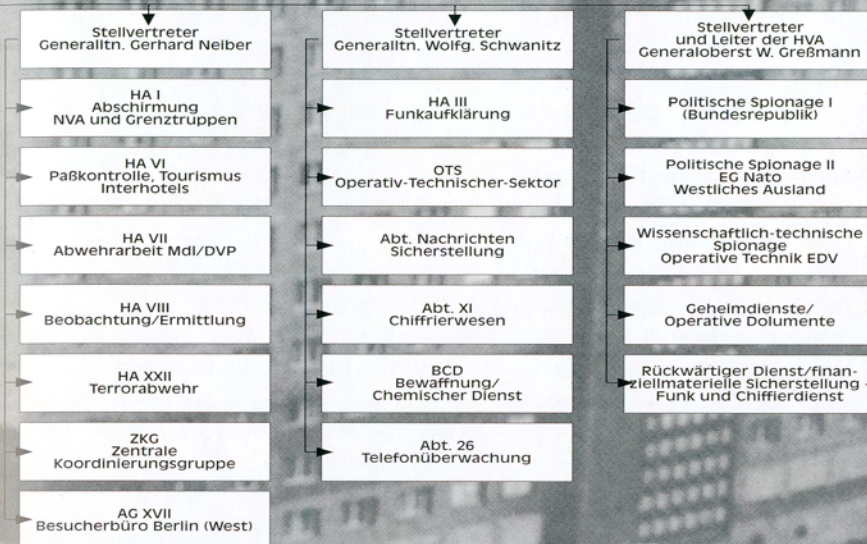 Stellvertreter
Generalltn. Gerhard Neiber
HA I
Abschirmung
NVA und Grenztruppen
HA VI
Paßkontrolle, Tourismus
Interhotels
HA VII
Abwehrarbeit MdI/DVP
HA VIII
Beobachtung/Ermittlung
HA XXII
Terrorabwehr
ZKG
Zentrale
Koordinierungsgruppe
AG XVII
Besucherbüro Berlin (West)
Stellvertreter
Generalltn. Wolfg. Schwanitz
HA III
Funkaufklärung
OTS
Operativ-Technischer-Sektor
Abt. Nachrichten
Sicherstellung
Abt. XI
Chiffrierwesen
BCD
Bewaffnung/
Chemischer Dienst
Abt. 26
Telefonüberwachung
Stellvertreter
und Leiter der HVA
Generaloberst W. Greßmann
Politische Spionage I
(Bundesrepublik)
Politische Spionage II
EG Nato
Westliches Ausland
Wissenschaftlich-technische
Spionage
Operative Technik EDV
Geheimdienste/
Operative Dolumente
Rückwärtiger Dienst/finan-
ziellmaterielle Sicherstellung -
Funk und Chiffierdienst